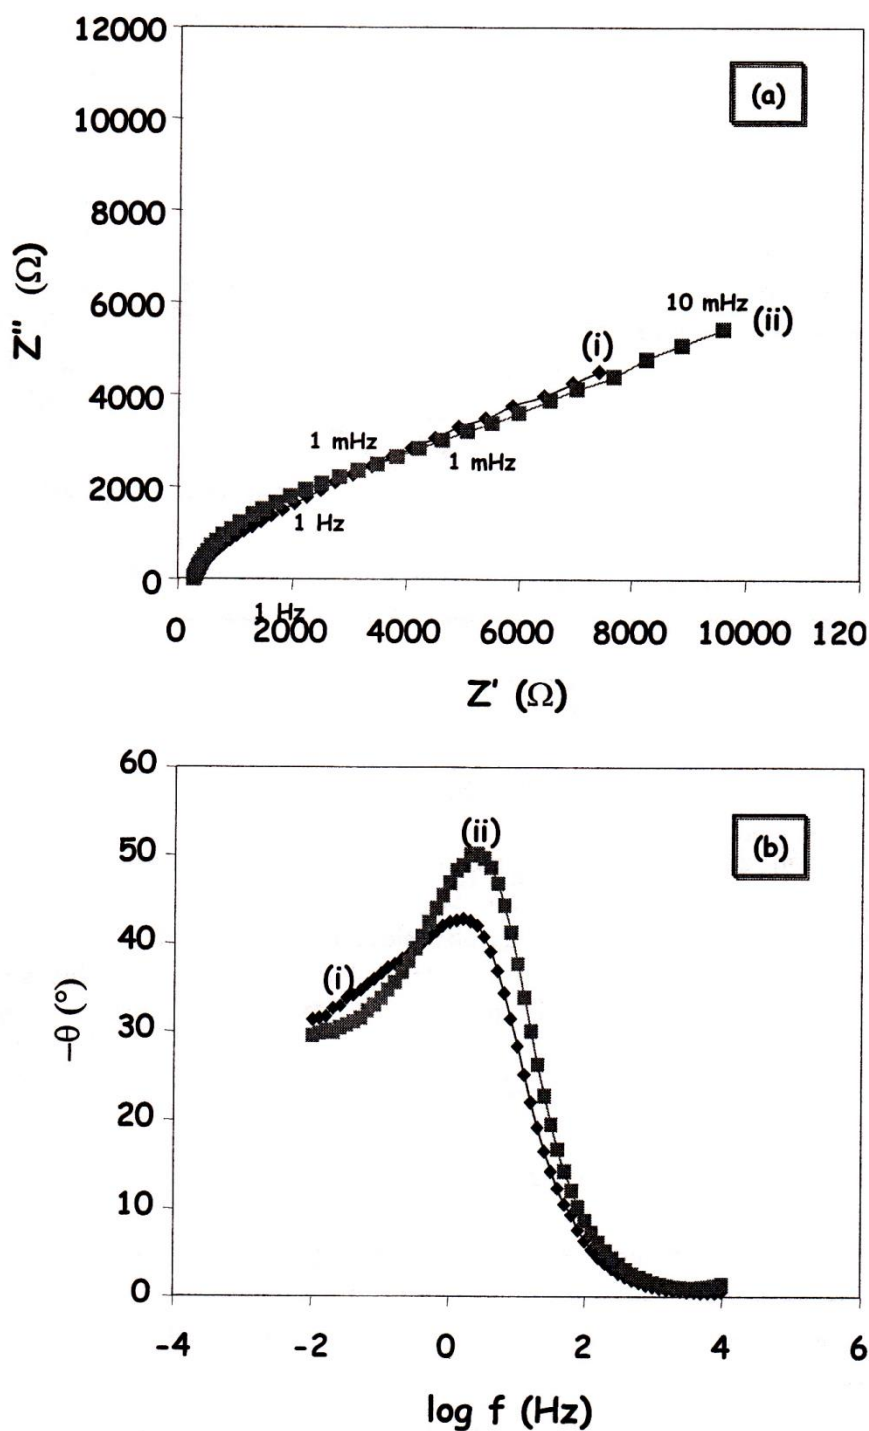 12000
(a)
10000
8000
Z'' (Ω)
6000
10 mHz
(ii)
(i)
4000
1 mHz
1 mHz
2000
1 Hz
0
1 Hz
0 2000 4000 6000 8000 10000 120
Z' (Ω)
60
(ii)
(b)
50
40
(i)
–θ (°)
30
20
10
0
-4 -2 0 2 4 6
log f (Hz)